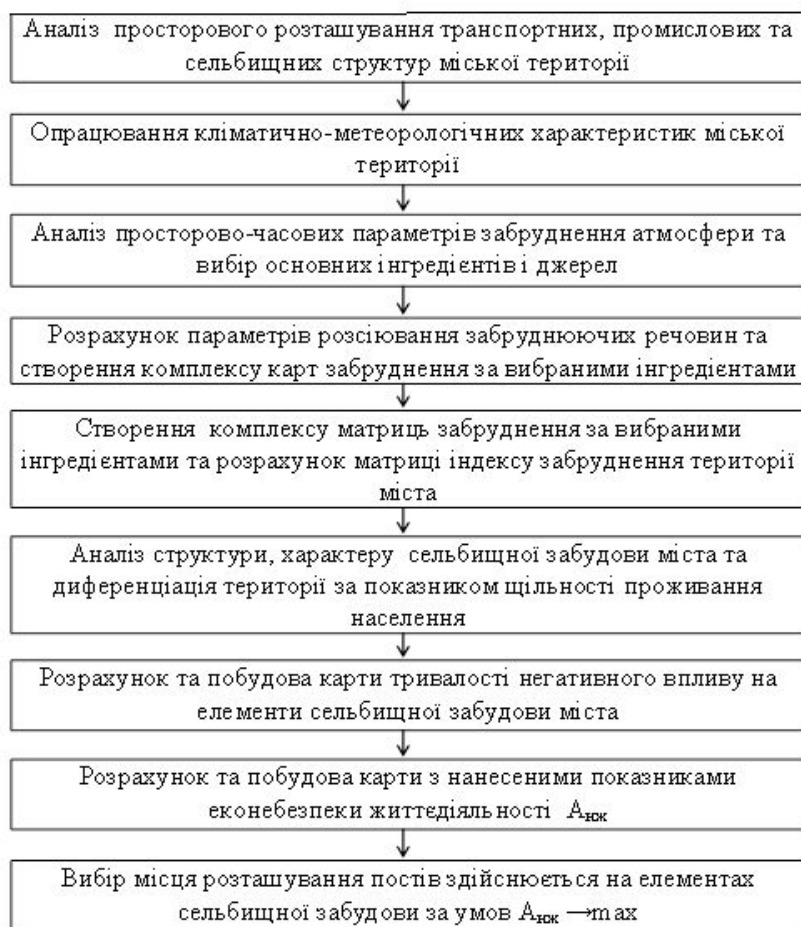 Аналіз просторового розташування транспортних, промислових та
сельбищних структур міської території
Опрацювання кліматично-метеорологічних характеристик міської
території
Аналіз просторово-часових параметрів забруднення атмосфери та
вибір основних інгредієнтів і джерел
Розрахунок параметрів розсіювання забруднюючих речовин та
створення комплексу карт забруднення за вибраними інгредієнтами
Створення комплексу матриць забруднення за вибраними
інгредієнтами та розрахунок матриці індексу забруднення території
міста
Аналіз структури, характеру сельбищної забудови міста та
диференціація території за показником щільності проживання
населення
Розрахунок та побудова карти тривалості негативного впливу на
елементи сельбищної забудови міста
Розрахунок та побудова карти з нанесеними показниками
еконебезпеки життєдіяльності Анж
Вибір місця розташування постів здійснюється на елементах
сельбищної забудови за умов Анж →max